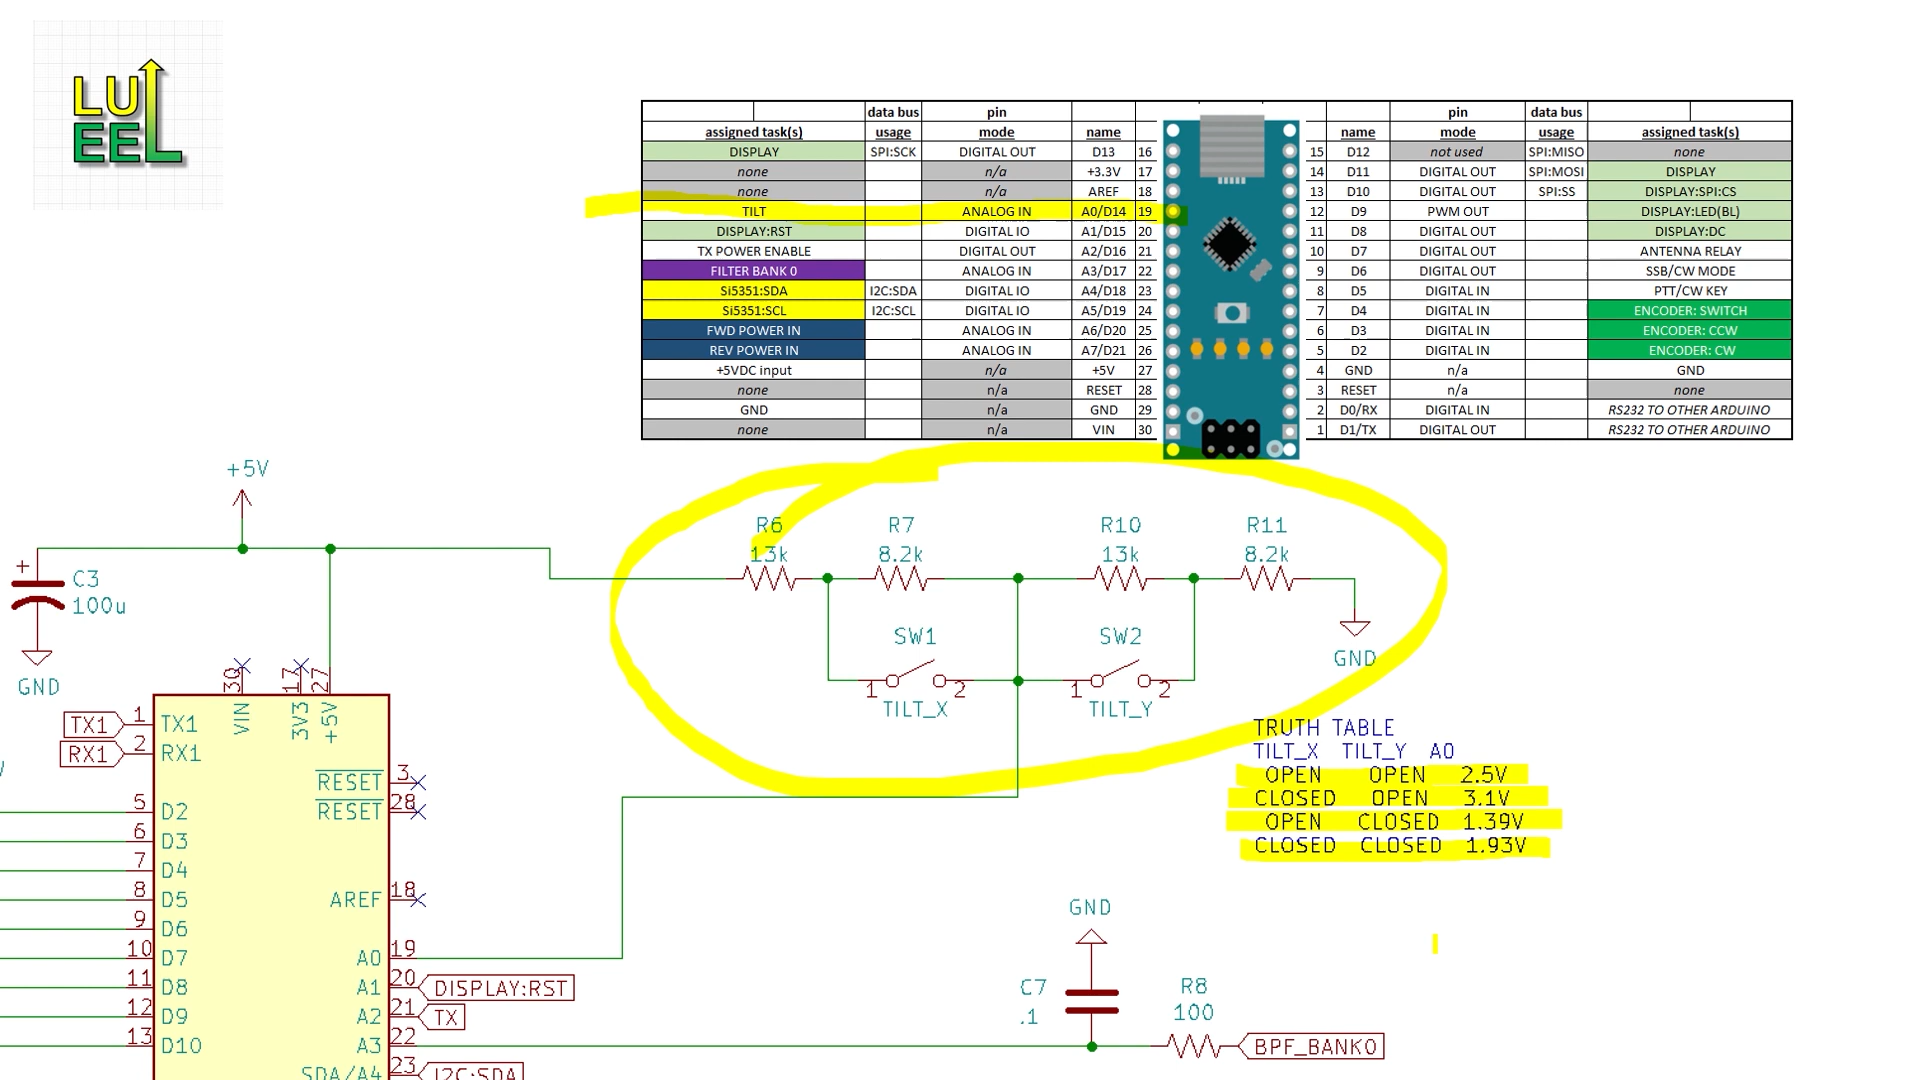 LU
EEL
data bus pin pin data bus
assigned task(s) usage mode name name mode usage assigned task(s)
DISPLAY SPI:SCK DIGITAL OUT D13 16 15 D12 not used SPI:MISO none
none n/a +3.3V 17 14 D11 DIGITAL OUT SPI:MOSI DISPLAY
none n/a AREF 18 13 D10 DIGITAL OUT SPI:SS DISPLAY:SPI:CS
TILT ANALOG IN A0/D14 19 12 D9 PWM OUT DISPLAY:LED(BL)
DISPLAY:RST DIGITAL IO A1/D15 20 11 D8 DIGITAL OUT DISPLAY:DC
TX POWER ENABLE DIGITAL OUT A2/D16 21 10 D7 DIGITAL OUT ANTENNA RELAY
FILTER BANK 0 ANALOG IN A3/D17 22 9 D6 DIGITAL OUT SSB/CW MODE
Si5351:SDA I2C:SDA DIGITAL IO A4/D18 23 8 D5 DIGITAL IN PTT/CW KEY
Si5351:SCL I2C:SCL DIGITAL IO A5/D19 24 7 D4 DIGITAL IN ENCODER: SWITCH
FWD POWER IN ANALOG IN A6/D20 25 6 D3 DIGITAL IN ENCODER: CCW
REV POWER IN ANALOG IN A7/D21 26 5 D2 DIGITAL IN ENCODER: CW
+5VDC input n/a +5V 27 4 GND n/a GND
none n/a RESET 28 3 RESET n/a none
GND n/a GND 29 2 D0/RX DIGITAL IN RS232 TO OTHER ARDUINO
none n/a VIN 30 1 D1/TX DIGITAL OUT RS232 TO OTHER ARDUINO
+5V
R6 R7 R10 R11
13k 8.2k 13k 8.2k
+ C3
100u
GND
SW1 SW2
GND
1 2 1 2
TILT_X TILT_Y
30 17 27
VIN 3V3 +5V
TX1 1 TX1
RX1 2 RX1
RESET 3
RESET 28
5 D2
6 D3
7 D4
8 D5
AREF 18
9 D6
10 D7 A0 19
11 D8 A1 20 DISPLAY:RST
12 D9 A2 21 TX
13 D10 A3 22
SDA/A4 23 I2C:SDA
TRUTH TABLE
TILT_X TILT_Y A0
OPEN OPEN 2.5V
CLOSED OPEN 3.1V
OPEN CLOSED 1.39V
CLOSED CLOSED 1.93V
GND
C7
.1
R8
100
BPF_BANK0